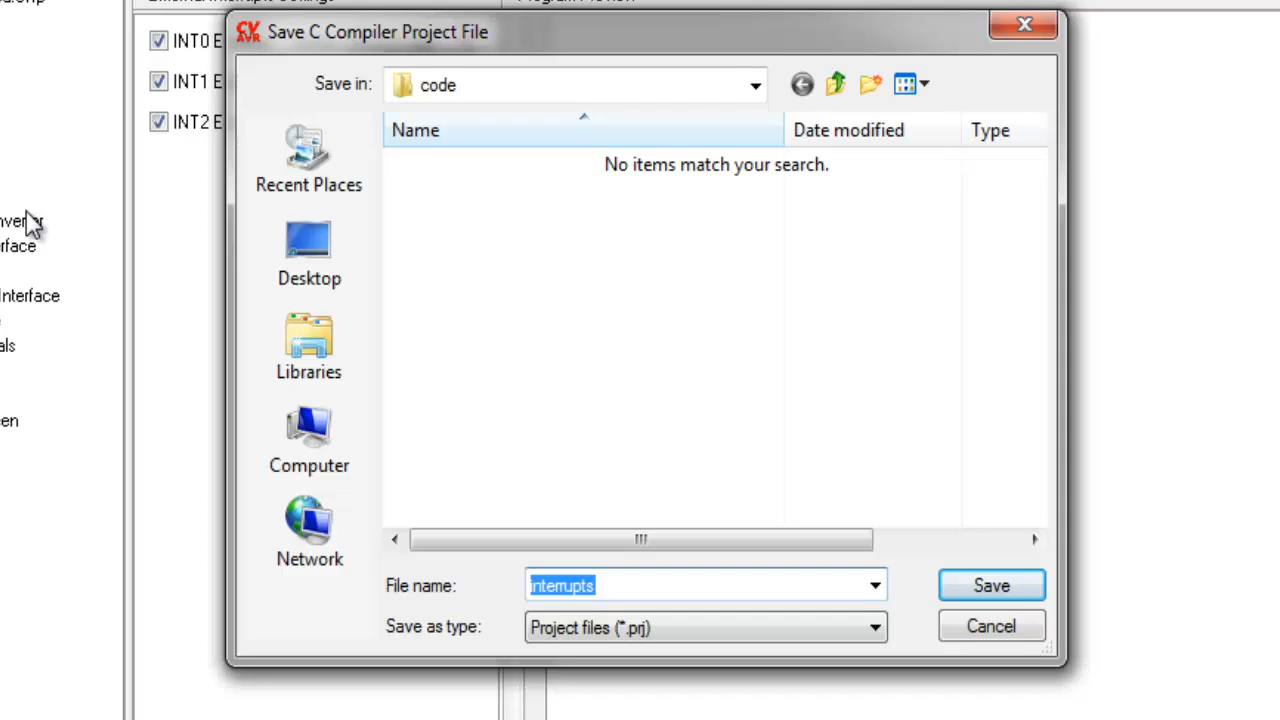 Save C Compiler Project File
INT0 E
INT1 E
INT2 E
rface
Interface
als
een
Save in:
code
Name
Date modified
Type
No items match your search.
Recent Places
Desktop
Libraries
Computer
Network
File name:
interrupts
Save
Save as type:
Project files (*.prj)
Cancel